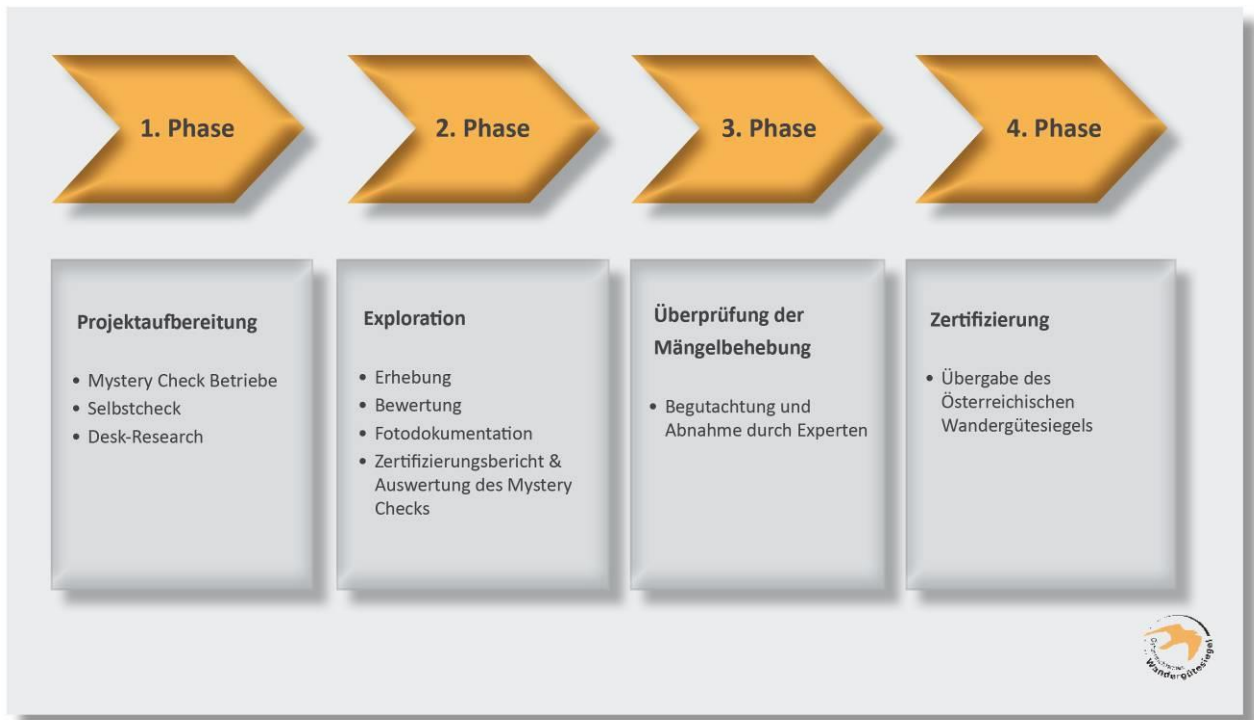 1. Phase
2. Phase
3. Phase
4. Phase
Projektaufbereitung
• Mystery Check Betriebe
• Selbstcheck
• Desk-Research
Exploration
• Erhebung
• Bewertung
• Fotodokumentation
• Zertifizierungsbericht &
Auswertung des Mystery
Checks
Überprüfung der
Mängelbehebung
• Begutachtung und
Abnahme durch Experten
Zertifizierung
• Übergabe des
Österreichischen
Wandergütesiegels
Wandergütesiegel